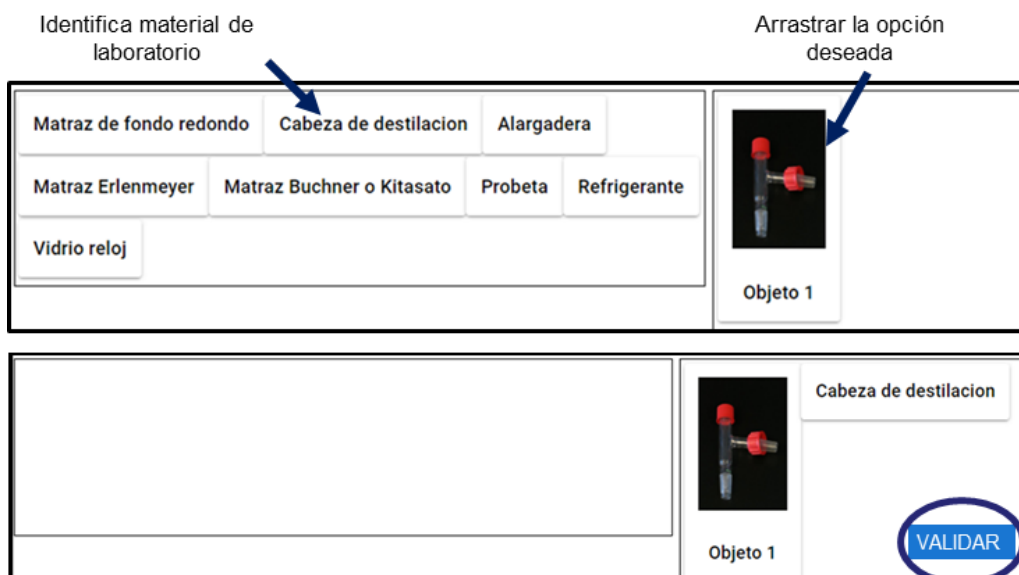 Identifica material de
laboratorio
Arrastrar la opción
deseada
Matraz de fondo redondo
Cabeza de destilacion
Alargadera
Matraz Erlenmeyer
Matraz Buchner o Kitasato
Probeta
Refrigerante
Vidrio reloj
Objeto 1
Cabeza de destilacion
Objeto 1
VALIDAR